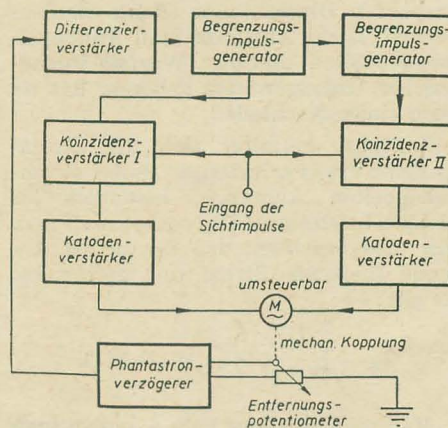 Differenzier-
verstärker
Begrenzungs-
impuls-
generator
Begrenzungs-
impuls-
generator
Koinzidenz-
verstärker I
Koinzidenz-
verstärker II
Eingang der
Sichtimpulse
Katoden-
verstärker
Katoden-
verstärker
umsteuerbar
M
mechan. Kopplung
Phantastron-
verzögerer
Entfernungs-
potentiometer